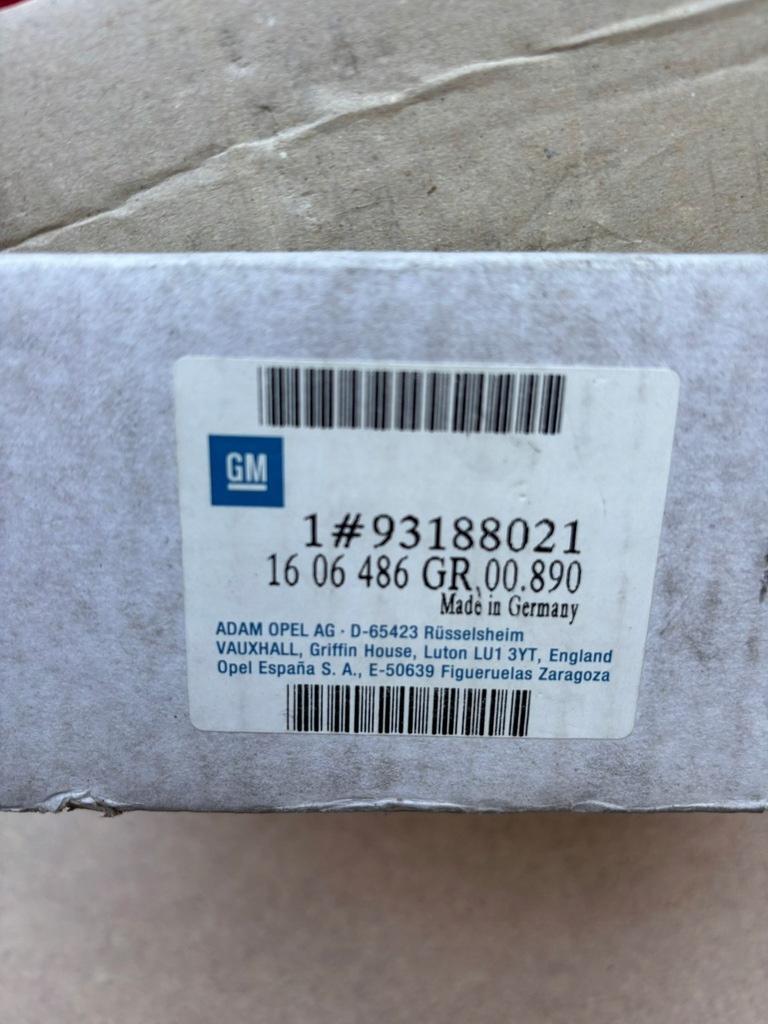 GM
1#93188021
16 06 486 GR,00.890
Made in Germany
ADAM OPEL AG · D-65423 Rüsselsheim
VAUXHALL, Griffin House, Luton LU1 3YT, England
Opel España S. A., E-50639 Figueruelas Zaragoza